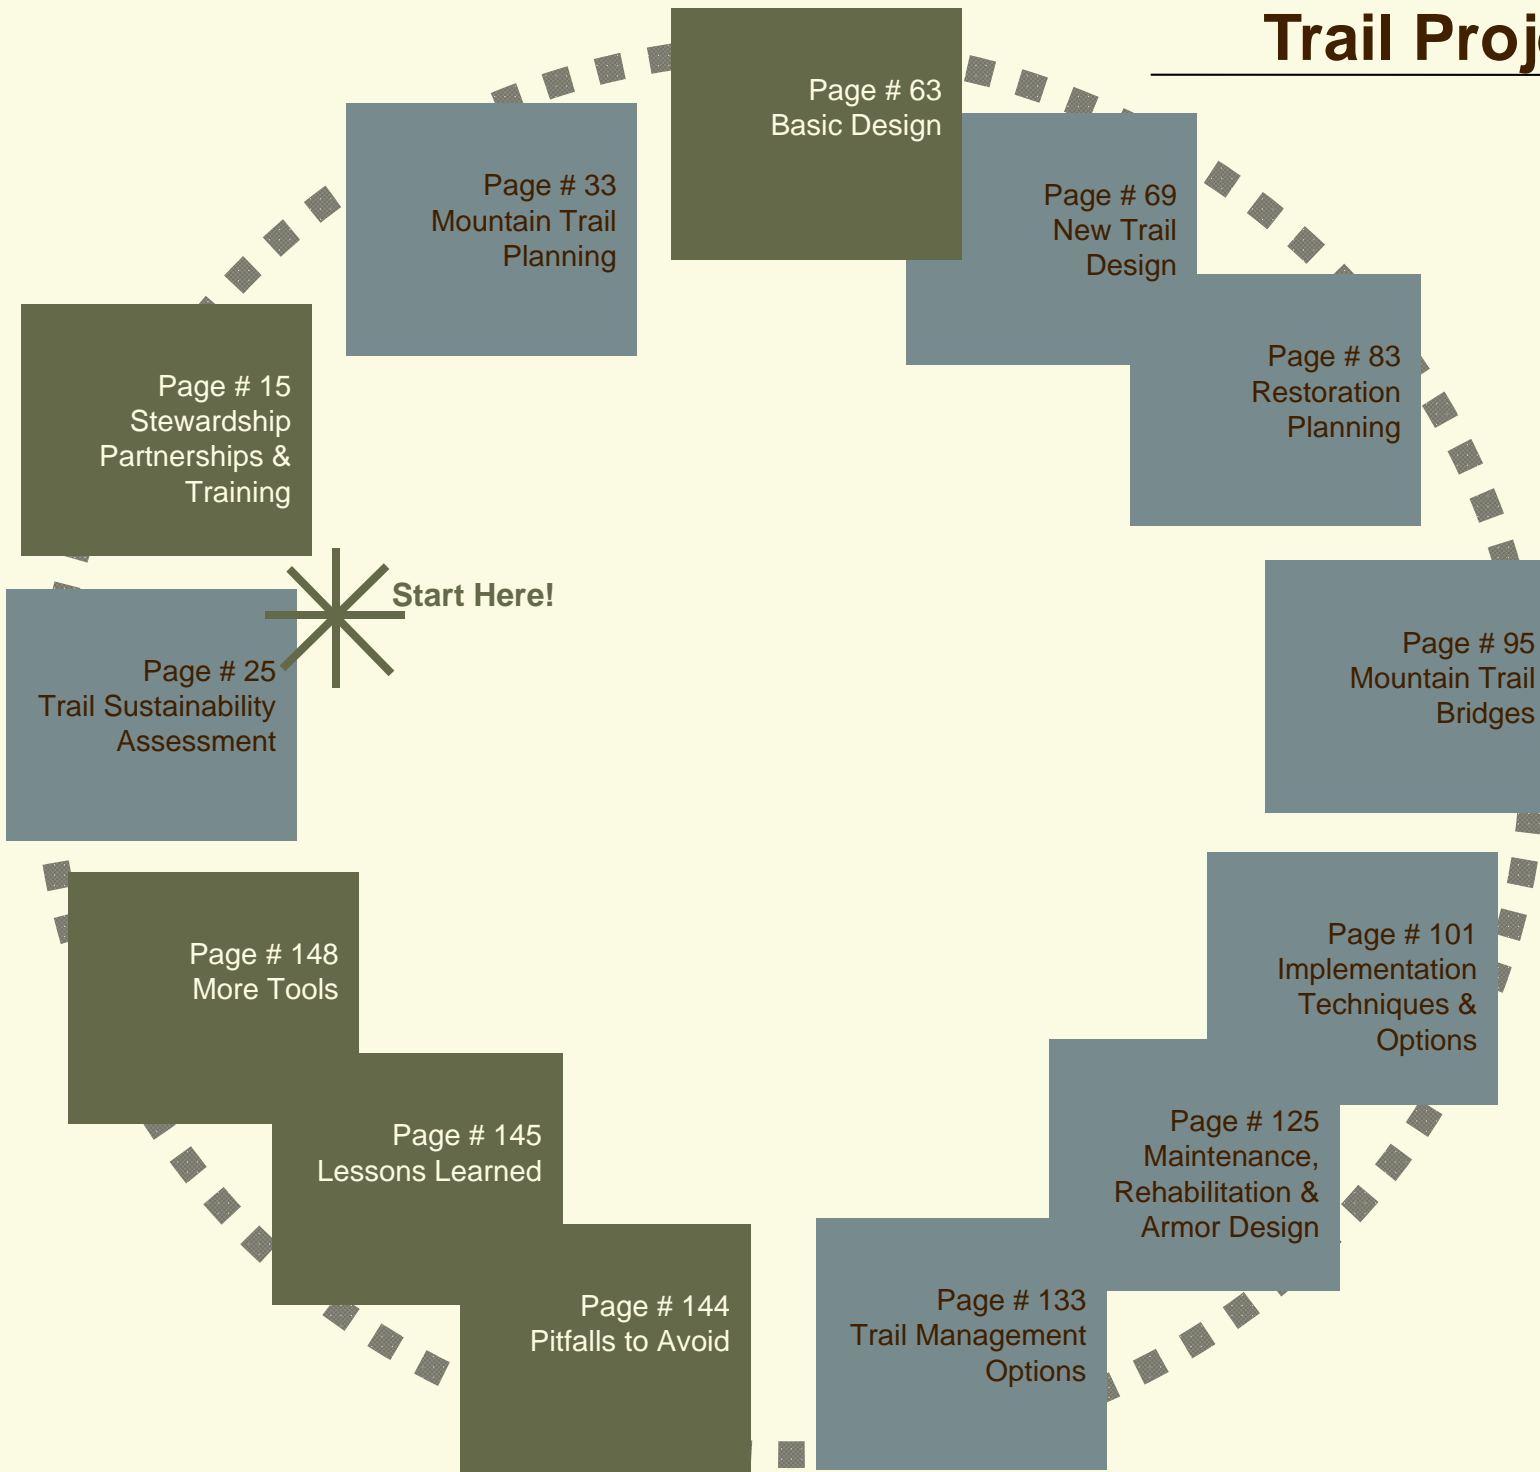 Trail Proj
Page # 63
Basic Design
Page # 33
Mountain Trail
Planning
Page # 69
New Trail
Design
Page # 83
Restoration
Planning
Page # 15
Stewardship
Partnerships &
Training
Start Here!
Page # 25
Trail Sustainability
Assessment
Page # 95
Mountain Trail
Bridges
Page # 148
More Tools
Page # 101
Implementation
Techniques &
Options
Page # 145
Lessons Learned
Page # 125
Maintenance,
Rehabilitation &
Armor Design
Page # 144
Pitfalls to Avoid
Page # 133
Trail Management
Options